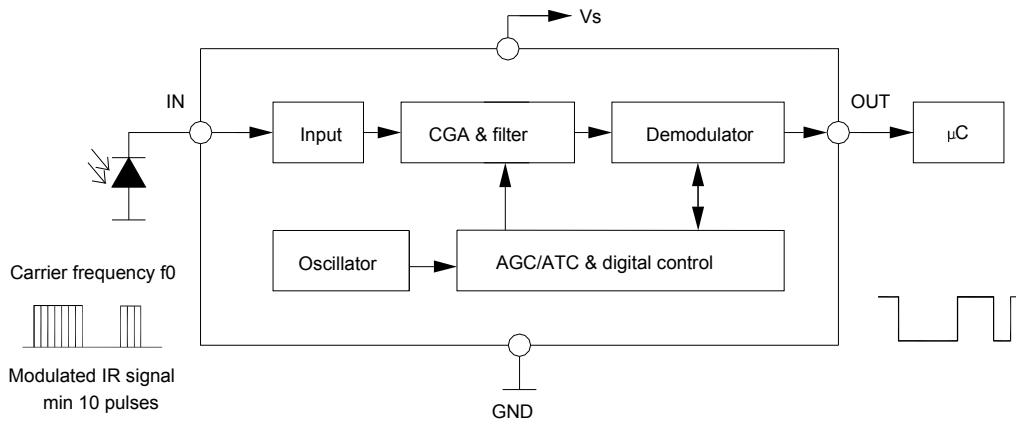 Vs
IN
OUT
Input
CGA & filter
Demodulator
μC
Oscillator
AGC/ATC & digital control
Carrier frequency f0
Modulated IR signal
min 10 pulses
GND